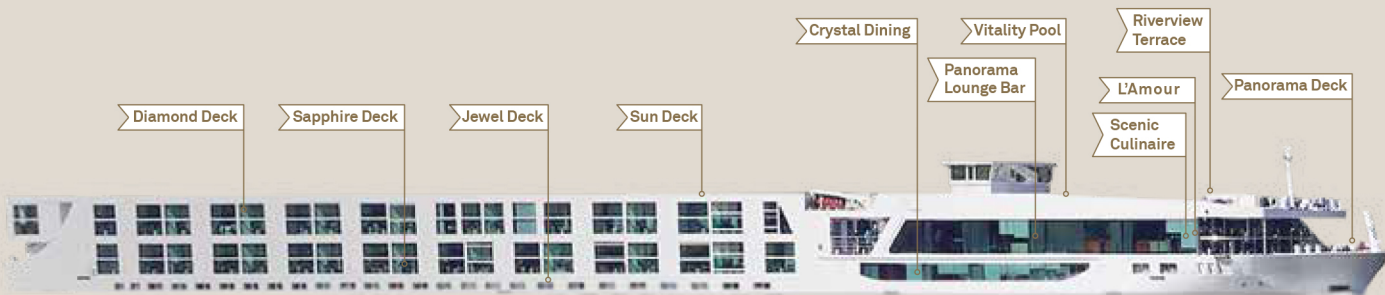 Crystal Dining
Vitality Pool
Riverview
Terrace
Panorama
Lounge Bar
L'Amour
Panorama Deck
Diamond Deck
Sapphire Deck
Jewel Deck
Sun Deck
Scenic
Culinaire